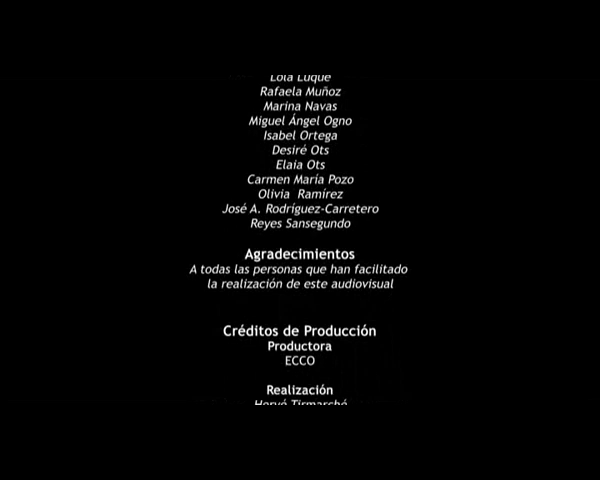 Lola Luque
Rafaela Muñoz
Marina Navas
Miguel Ángel Ogno
Isabel Ortega
Desiré Ots
Elaia Ots
Carmen María Pozo
Olivia Ramírez
José A. Rodríguez-Carretero
Reyes Sansegundo
Agradecimientos
A todas las personas que han facilitado
la realización de este audiovisual
Créditos de Producción
Productora
ECCO
Realización
Hervé Tirmarché